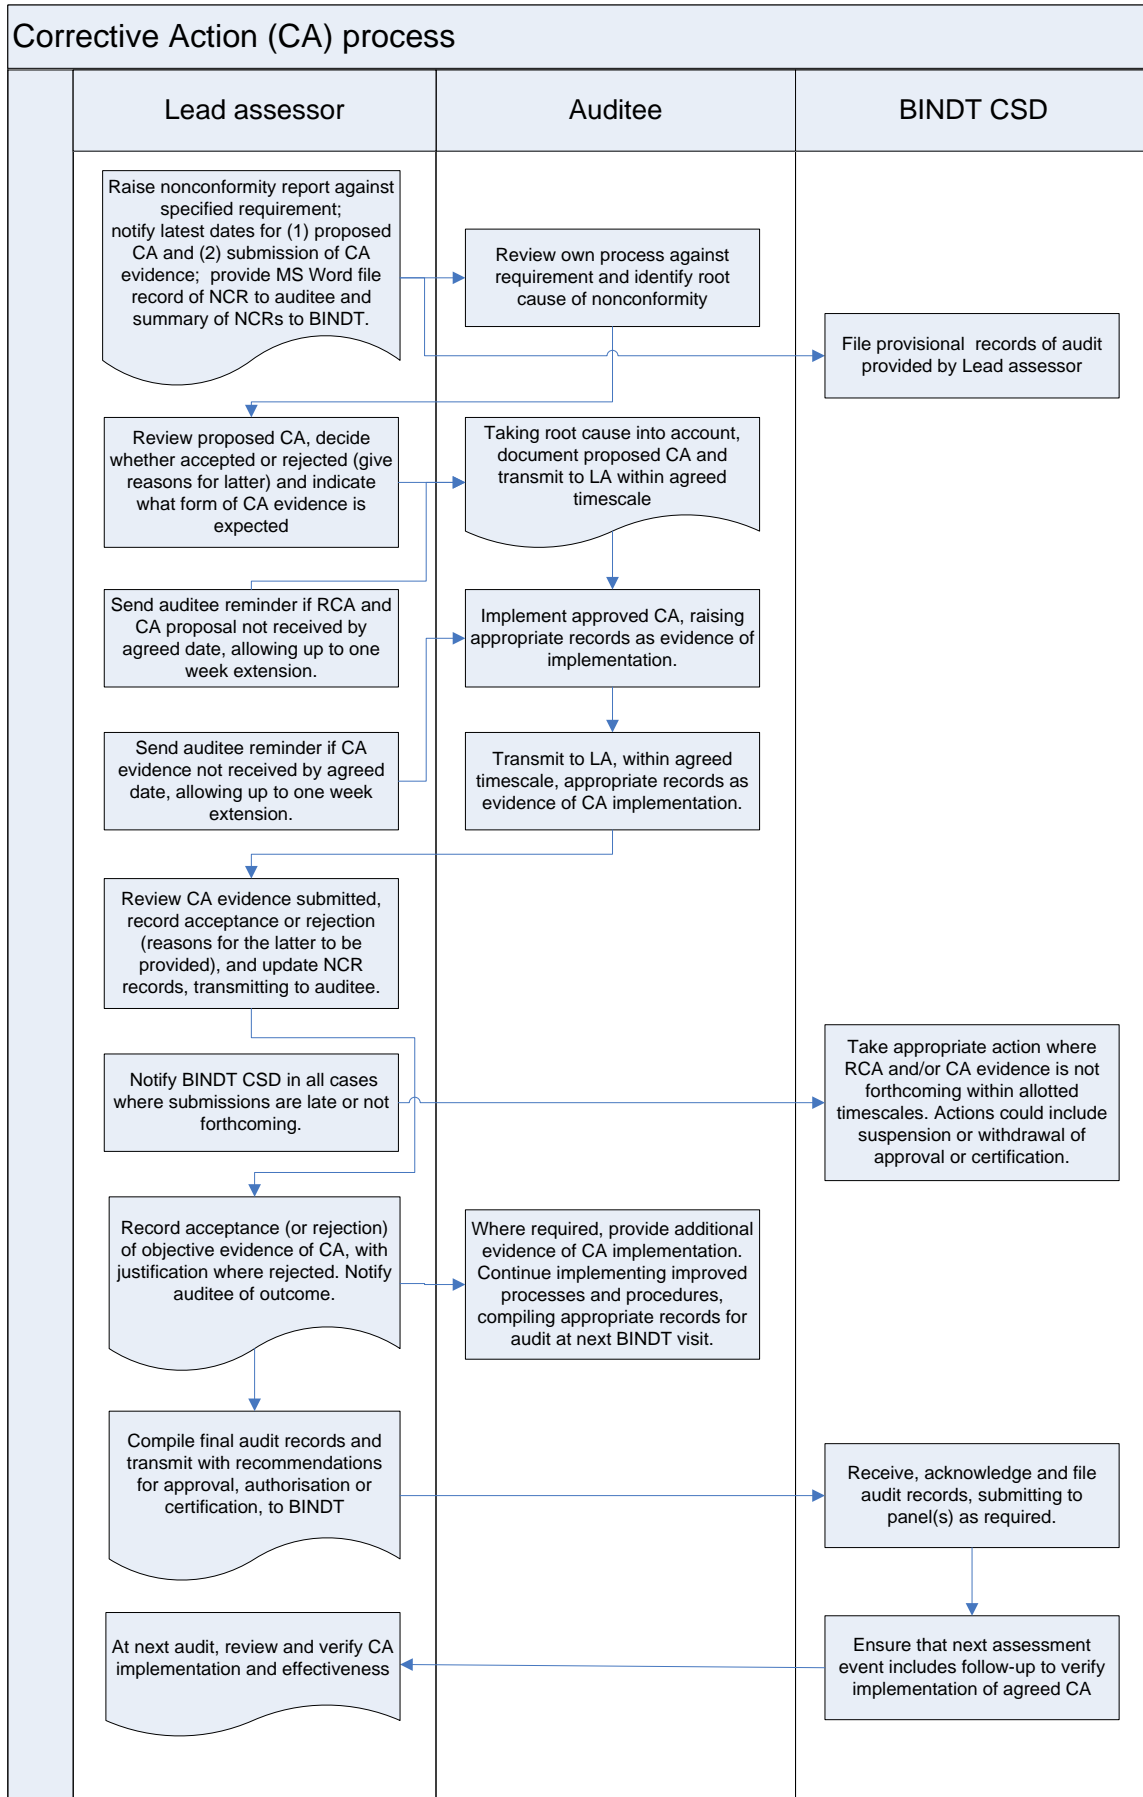 Corrective Action (CA) process
Lead assessor
Auditee
BINDT CSD
Raise nonconformity report against
specified requirement;
notify latest dates for (1) proposed
CA and (2) submission of CA
evidence;  provide MS Word file
record of NCR to auditee and
summary of NCRs to BINDT.
Review own process against
requirement and identify root
cause of nonconformity
File provisional  records of audit
provided by Lead assessor
Review proposed CA, decide
whether accepted or rejected (give
reasons for latter) and indicate
what form of CA evidence is
expected
Taking root cause into account,
document proposed CA and
transmit to LA within agreed
timescale
Send auditee reminder if RCA and
CA proposal not received by
agreed date, allowing up to one
week extension.
Implement approved CA, raising
appropriate records as evidence of
implementation.
Send auditee reminder if CA
evidence not received by agreed
date, allowing up to one week
extension.
Transmit to LA, within agreed
timescale, appropriate records as
evidence of CA implementation.
Review CA evidence submitted,
record acceptance or rejection
(reasons for the latter to be
provided), and update NCR
records, transmitting to auditee.
Notify BINDT CSD in all cases
where submissions are late or not
forthcoming.
Take appropriate action where
RCA and/or CA evidence is not
forthcoming within allotted
timescales. Actions could include
suspension or withdrawal of
approval or certification.
Record acceptance (or rejection)
of objective evidence of CA, with
justification where rejected. Notify
auditee of outcome.
Where required, provide additional
evidence of CA implementation.
Continue implementing improved
processes and procedures,
compiling appropriate records for
audit at next BINDT visit.
Compile final audit records and
transmit with recommendations
for approval, authorisation or
certification, to BINDT
Receive, acknowledge and file
audit records, submitting to
panel(s) as required.
At next audit, review and verify CA
implementation and effectiveness
Ensure that next assessment
event includes follow-up to verify
implementation of agreed CA